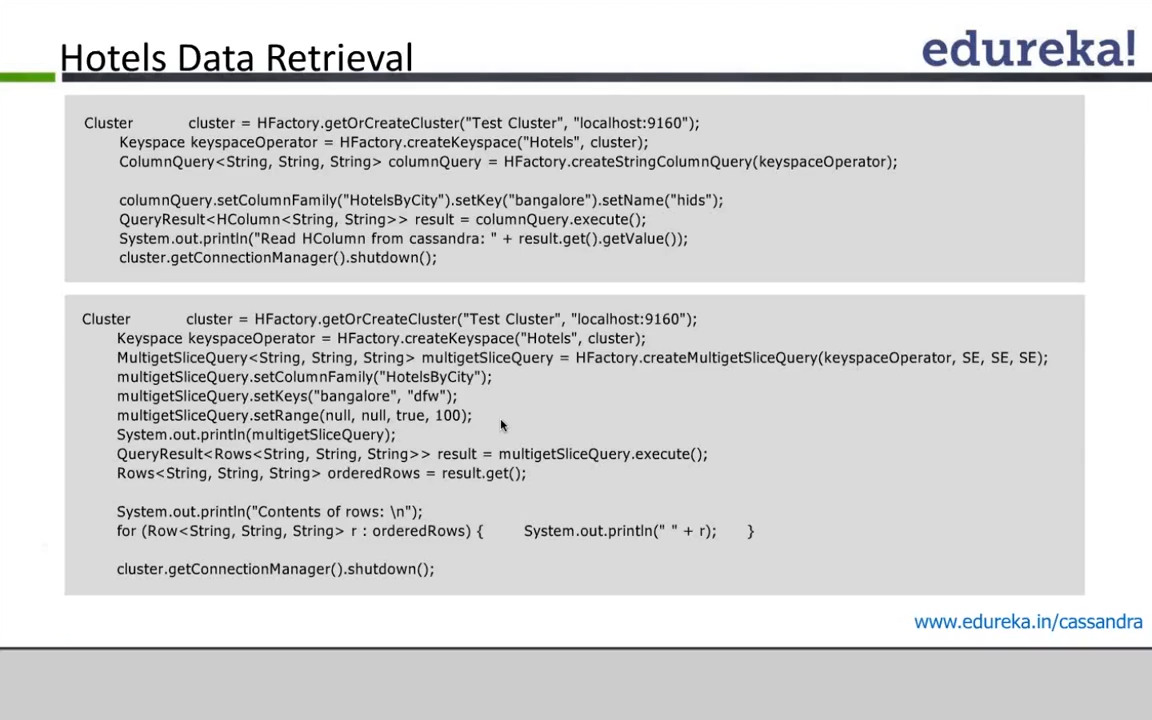 Hotels Data Retrieval
edureka!
Cluster cluster = HFactory.getOrCreateCluster("Test Cluster", "localhost:9160");
Keyspace keyspaceOperator = HFactory.createKeyspace("Hotels", cluster);
ColumnQuery<String, String, String> columnQuery = HFactory.createStringColumnQuery(keyspaceOperator);
columnQuery.setColumnFamily("HotelsByCity").setKey("bangalore").setName("hids");
QueryResult<HColumn<String, String>> result = columnQuery.execute();
System.out.println("Read HColumn from cassandra: " + result.get().getValue());
cluster.getConnectionManager().shutdown();
Cluster cluster = HFactory.getOrCreateCluster("Test Cluster", "localhost:9160");
Keyspace keyspaceOperator = HFactory.createKeyspace("Hotels", cluster);
MultigetSliceQuery<String, String, String> multigetSliceQuery = HFactory.createMultigetSliceQuery(keyspaceOperator, SE, SE, SE);
multigetSliceQuery.setColumnFamily("HotelsByCity");
multigetSliceQuery.setKeys("bangalore", "dfw");
multigetSliceQuery.setRange(null, null, true, 100);
System.out.println(multigetSliceQuery);
QueryResult<Rows<String, String, String>> result = multigetSliceQuery.execute();
Rows<String, String, String> orderedRows = result.get();
System.out.println("Contents of rows: \n");
for (Row<String, String, String> r : orderedRows) { System.out.println(" " + r); }
cluster.getConnectionManager().shutdown();
www.edureka.in/cassandra